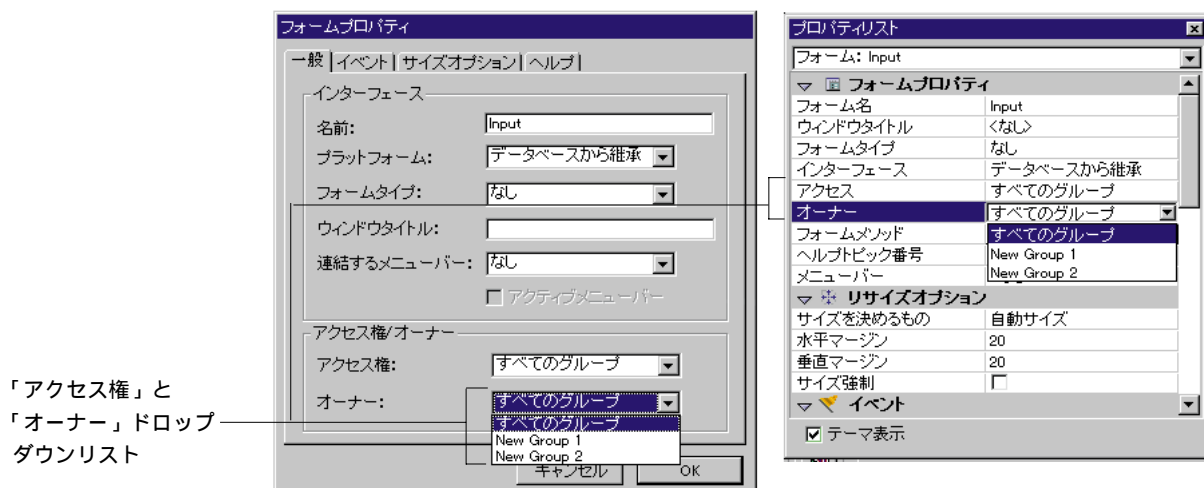 フォームプロパティ
一般 イベント サイズオプション ヘルプ
インターフェース
名前: Input
プラットフォーム: データベースから継承
フォームタイプ: なし
ウィンドウタイトル:
連結するメニューバー: なし
アクティブメニューバー
アクセス権/オーナー
アクセス権: すべてのグループ
オーナー: すべてのグループ
すべてのグループ
New Group 1
New Group 2
キャンセル OK
「アクセス権」と
「オーナー」ドロップ
ダウンリスト
プロパティリスト
フォーム: Input
フォームプロパティ
フォーム名 Input
ウィンドウタイトル <なし>
フォームタイプ なし
インターフェース データベースから継承
アクセス すべてのグループ
オーナー すべてのグループ
フォームメソッド すべてのグループ
ヘルプトピック番号 New Group 1
メニューバー New Group 2
リサイズオプション
サイズを決めるもの 自動サイズ
水平マージン 20
垂直マージン 20
サイズ強制
イベント
テーマ表示